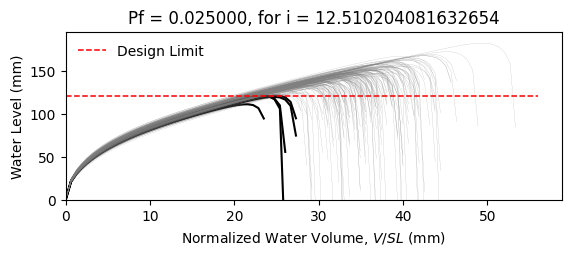 Pf = 0.025000, for i = 12.510204081632654
Design Limit
Water Level (mm)
150
100
50
0
0 10 20 30 40 50
Normalized Water Volume, V/SL (mm)